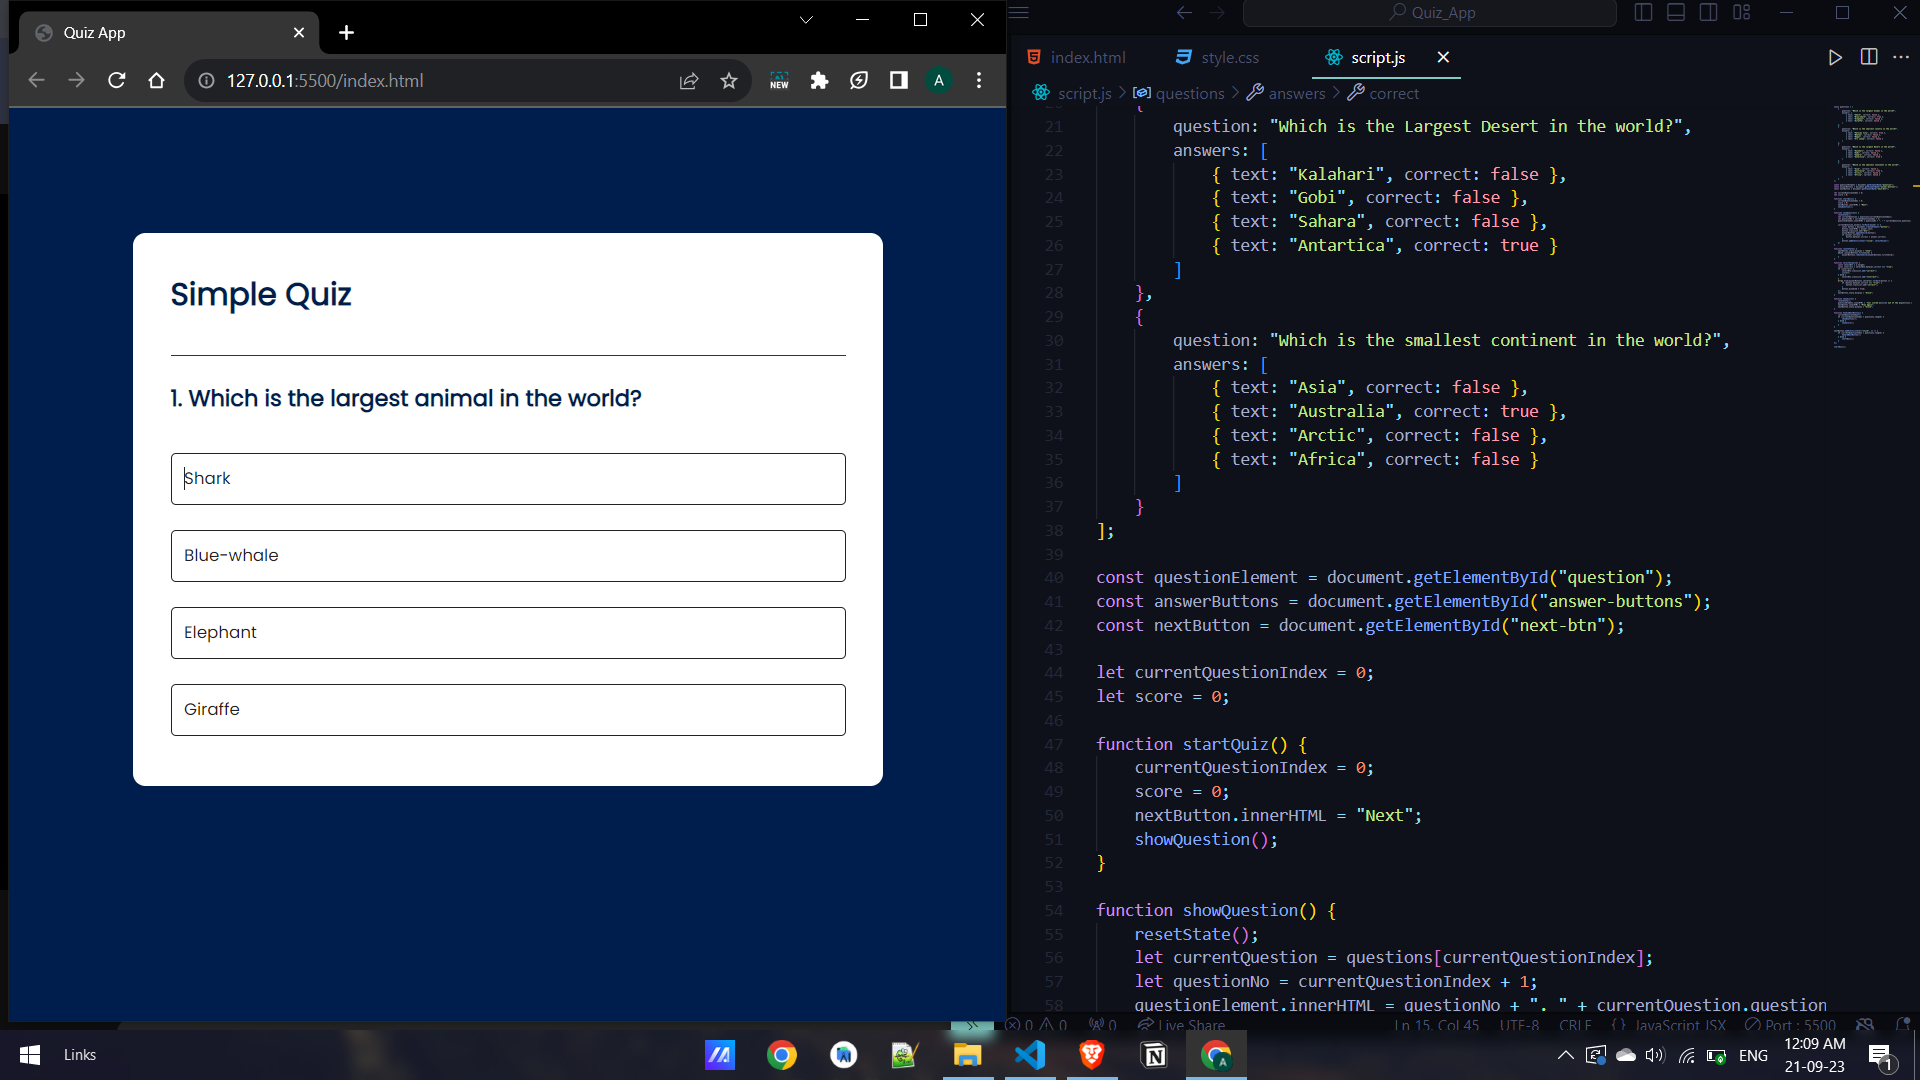 Quiz App
127.0.0.1:5500/index.html
NEW
A
Simple Quiz
1. Which is the largest animal in the world?
Shark
Blue-whale
Elephant
Giraffe
Quiz_App
index.html
style.css
script.js
script.js > questions > answers > correct
21 question: "Which is the Largest Desert in the world?",
22 answers: [
23 { text: "Kalahari", correct: false },
24 { text: "Gobi", correct: false },
25 { text: "Sahara", correct: false },
26 { text: "Antartica", correct: true }
27 ]
28 },
29 {
30 question: "Which is the smallest continent in the world?",
31 answers: [
32 { text: "Asia", correct: false },
33 { text: "Australia", correct: true },
34 { text: "Arctic", correct: false },
35 { text: "Africa", correct: false }
36 ]
37 }
38 ];
39
40 const questionElement = document.getElementById("question");
41 const answerButtons = document.getElementById("answer-buttons");
42 const nextButton = document.getElementById("next-btn");
43
44 let currentQuestionIndex = 0;
45 let score = 0;
46
47 function startQuiz() {
48 currentQuestionIndex = 0;
49 score = 0;
50 nextButton.innerHTML = "Next";
51 showQuestion();
52 }
53
54 function showQuestion() {
55 resetState();
56 let currentQuestion = questions[currentQuestionIndex];
57 let questionNo = currentQuestionIndex + 1;
58 questionElement.innerHTML = questionNo + ". " + currentQuestion.question
0 0 0 Live Share Ln 15, Col 45 UTF-8 CRLF {} JavaScript JSX Port : 5500
Links
ENG
12:09 AM
21-09-23
1